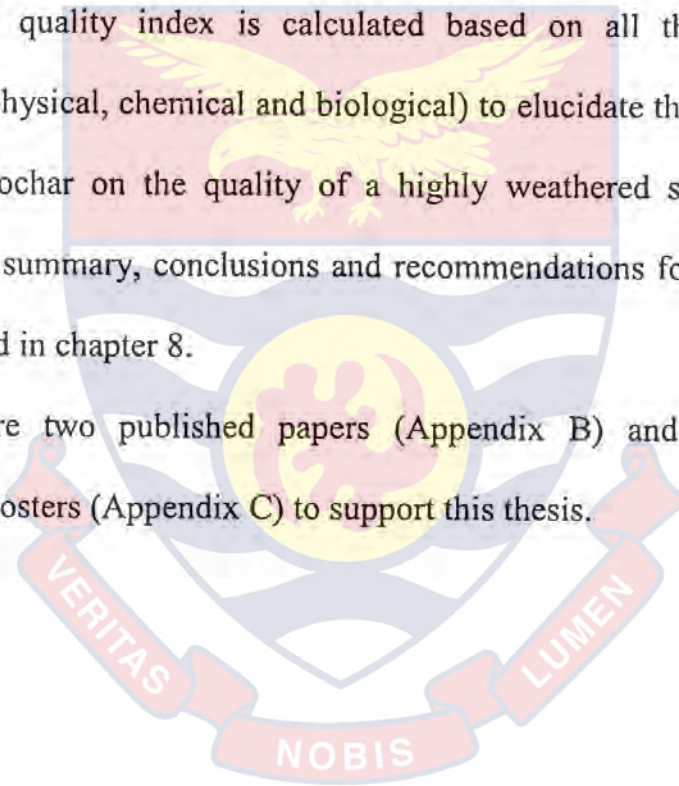 quality index is calculated based on all th
hysical, chemical and biological) to elucidate th
ochar on the quality of a highly weathered s
summary, conclusions and recommendations fo
d in chapter 8.
re two published papers (Appendix B) and
osters (Appendix C) to support this thesis.
VERITAS
NOBIS
LUMEN